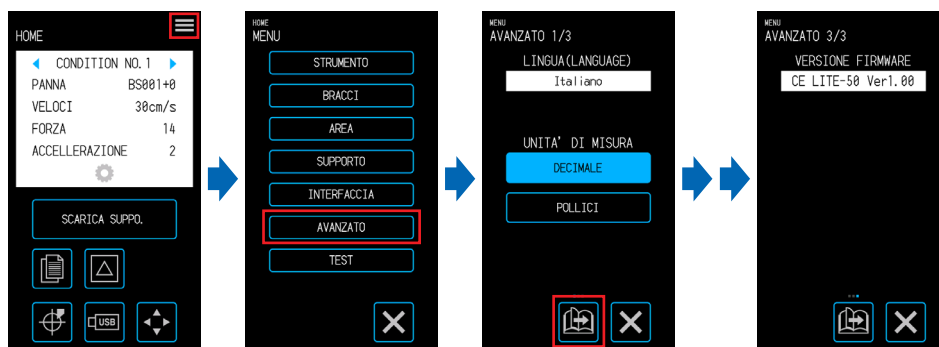 HOME
CONDITION NO.1
PANNA BS001+0
VELOCI 30cm/s
FORZA 14
ACCELLERAZIONE 2
SCARICA SUPPO.
USB
HOME
MENU
STRUMENTO
BRACCI
AREA
SUPPORTO
INTERFACCIA
AVANZATO
TEST
MENU
AVANZATO 1/3
LINGUA(LANGUAGE)
Italiano
UNITA' DI MISURA
DECIMALE
POLLICI
MENU
AVANZATO 3/3
VERSIONE FIRMWARE
CE LITE-50 Ver1.00